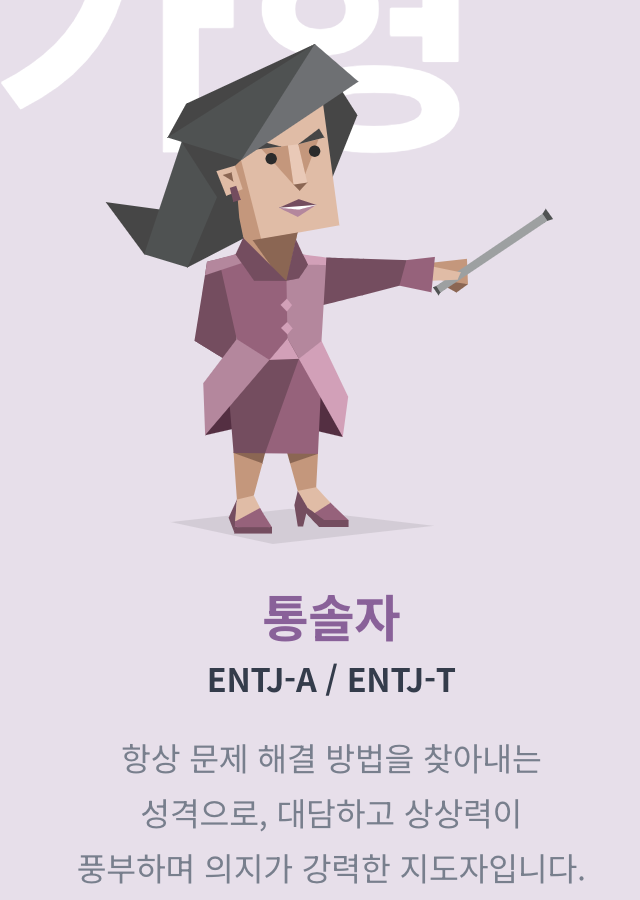 가형
통솔자
ENTJ-A / ENTJ-T
항상 문제 해결 방법을 찾아내는
성격으로, 대담하고 상상력이
풍부하며 의지가 강력한 지도자입니다.